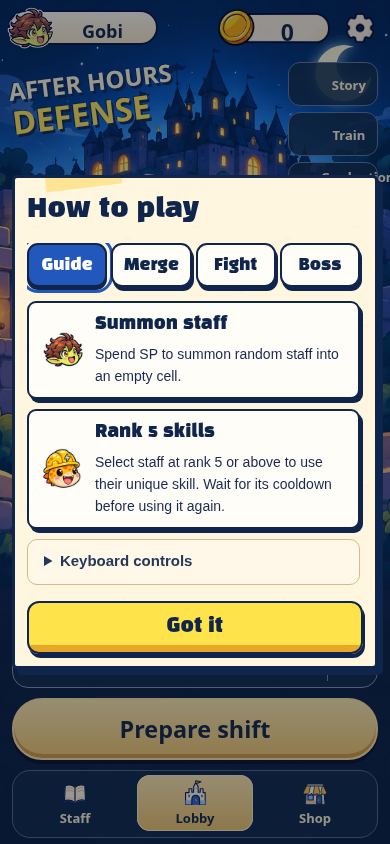 Gobi
0
AFTER HOURS
DEFENSE
Story
Train
How to play
Guide
Merge
Fight
Boss
Summon staff
Spend SP to summon random staff into
an empty cell.
Rank 5 skills
Select staff at rank 5 or above to use
their unique skill. Wait for its cooldown
before using it again.
Keyboard controls
Got it
Prepare shift
Staff
Lobby
Shop